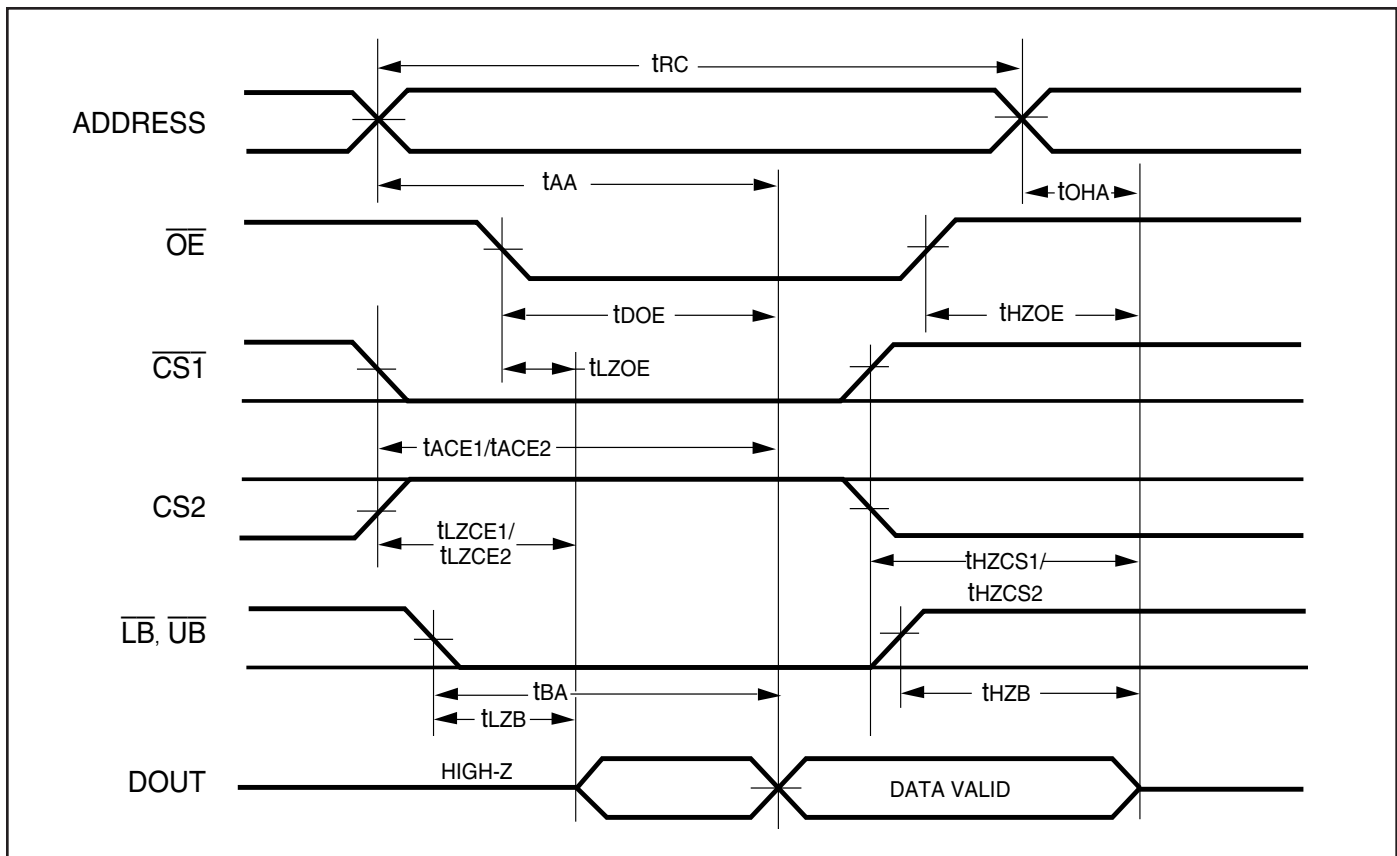 tRC
ADDRESS
tAA
tOHA
OE
tDOE
tHZOE
CS1
tLZOE
tACE1/tACE2
CS2
tLZCE1/
tLZCE2
tHZCS1/
tHZCS2
LB, UB
tBA
tHZB
tLZB
HIGH-Z
DOUT
DATA VALID